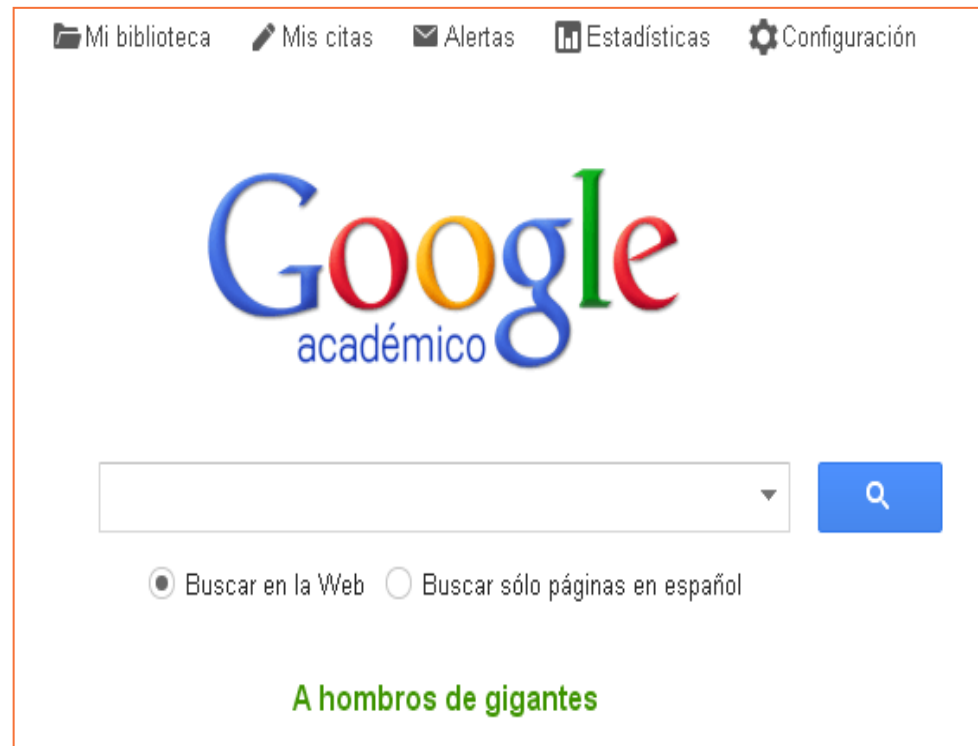 Mi biblioteca Mis citas Alertas Estadísticas Configuración
Google
académico
Buscar en la Web Buscar sólo páginas en español
A hombros de gigantes